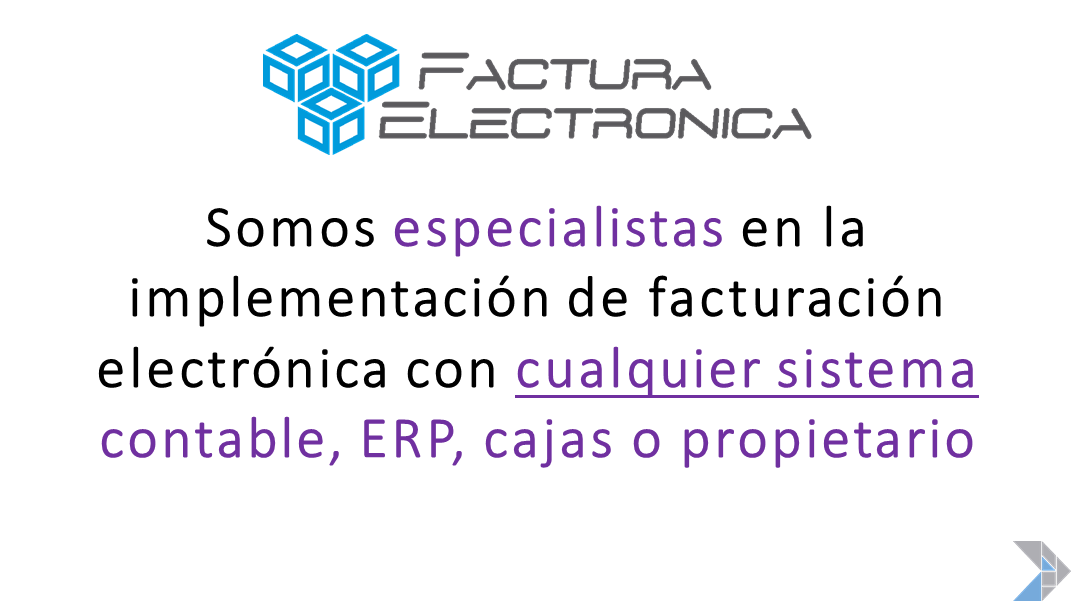 FACTURA
ELECTRONICA
Somos especialistas en la
implementación de facturación
electrónica con cualquier sistema
contable, ERP, cajas o propietario